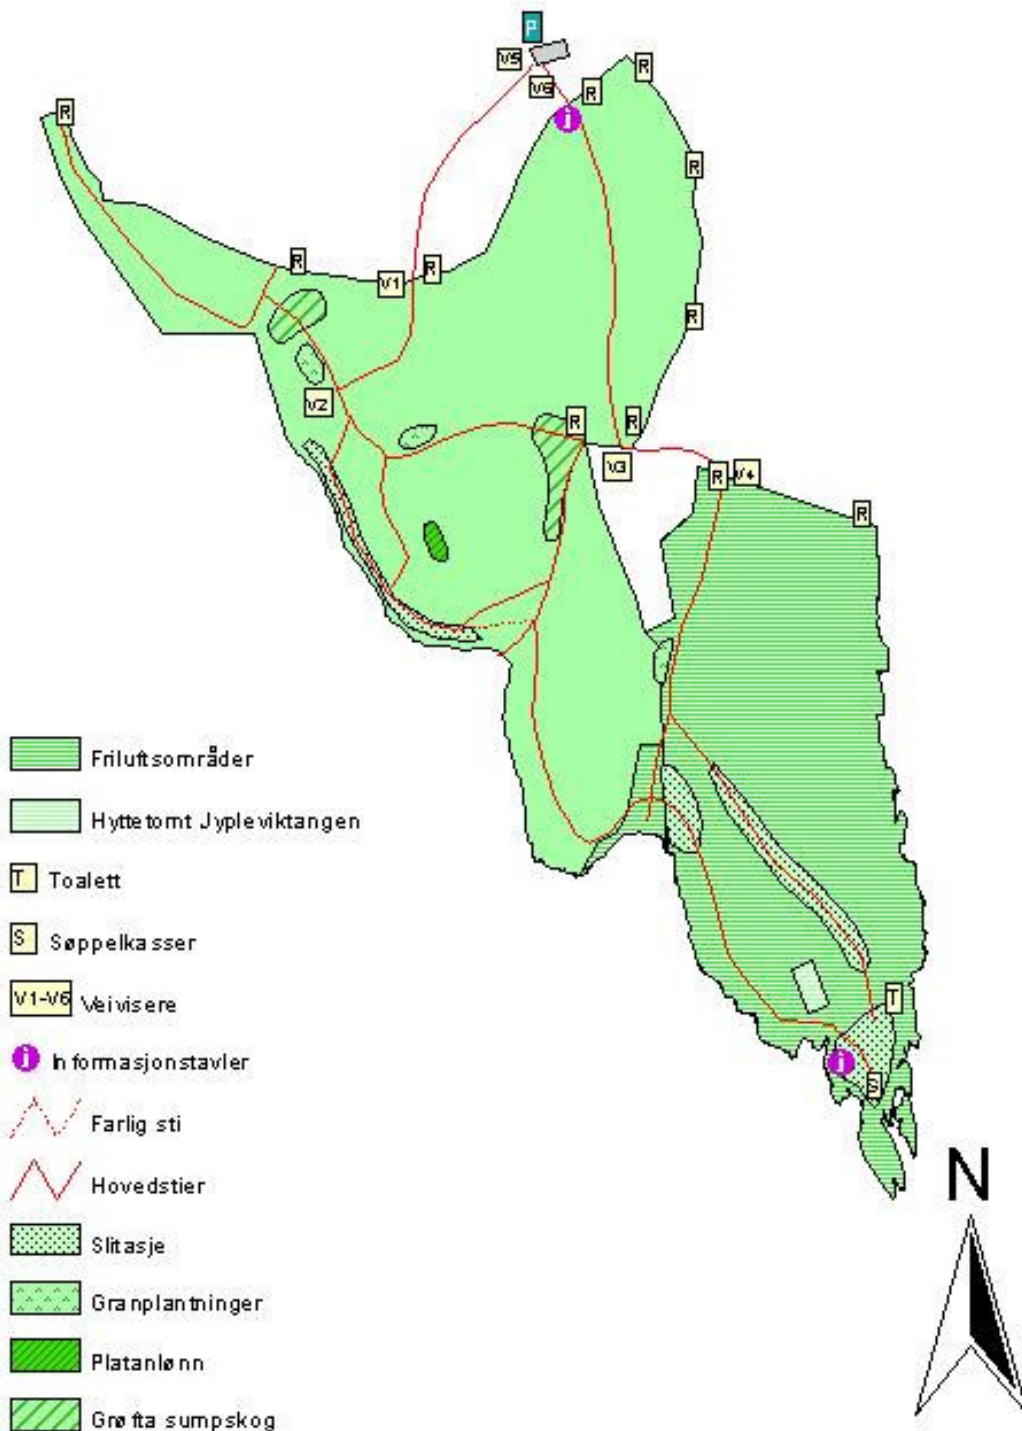 P
V5
R
V6
R
i
R
R
R
R
V1
R
V2
R
R
V3
R
V4
R
Friluftsområder
Hyttetomt Jypleviktangen
T Toalett
S Søppelkasser
V1-V6 Veivisere
i Informasjonstavler
T
Farlig sti
i
S
Hovedstier
N
Slitasje
Granplantninger
Platanlønn
Grøfta sumpskog